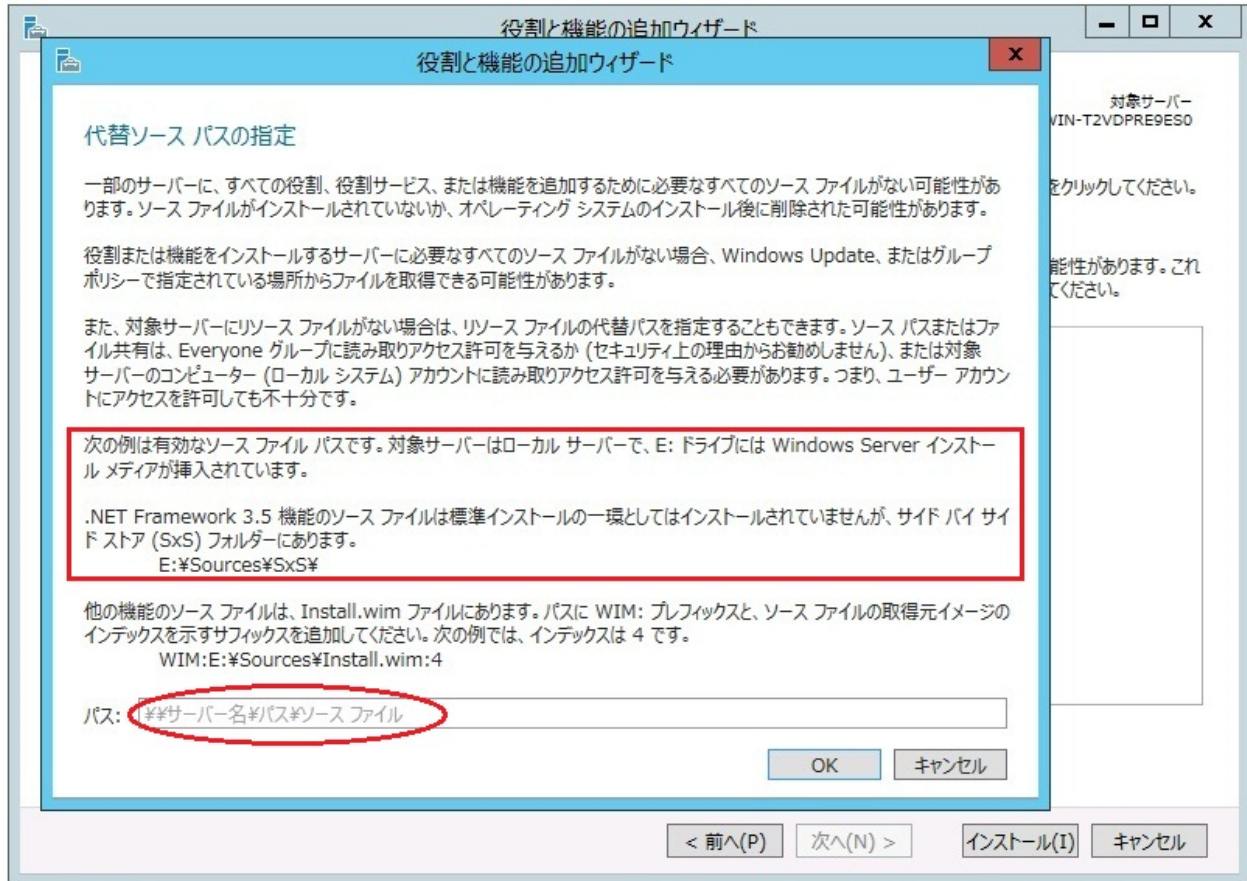 役割と機能の追加ウィザード
役割と機能の追加ウィザード
対象サーバー
WIN-T2VDPRE9ES0
代替ソース パスの指定
一部のサーバーに、すべての役割、役割サービス、または機能を追加するために必要なすべてのソース ファイルがない可能性があ
ります。ソース ファイルがインストールされていないか、オペレーティング システムのインストール後に削除された可能性があります。
をクリックしてください。
役割または機能をインストールするサーバーに必要なすべてのソース ファイルがない場合、Windows Update、またはグループ
ポリシーで指定されている場所からファイルを取得できる可能性があります。
能性があります。これ
てください。
また、対象サーバーにリソース ファイルがない場合は、リソース ファイルの代替パスを指定することもできます。ソース パスまたはファ
イル共有は、Everyone グループに読み取りアクセス許可を与えるか (セキュリティ上の理由からお勧めしません)、または対象
サーバーのコンピューター (ローカル システム) アカウントに読み取りアクセス許可を与える必要があります。つまり、ユーザー アカウン
トにアクセスを許可しても不十分です。
次の例は有効なソース ファイル パスです。対象サーバーはローカル サーバーで、E: ドライブには Windows Server インストー
ル メディアが挿入されています。
.NET Framework 3.5 機能のソース ファイルは標準インストールの一環としてはインストールされていませんが、サイド バイ サイ
ド ストア (SxS) フォルダーにあります。
E:¥Sources¥SxS¥
他の機能のソース ファイルは、Install.wim ファイルにあります。パスに WIM: プレフィックスと、ソース ファイルの取得元イメージの
インデックスを示すサフィックスを追加してください。次の例では、インデックスは 4 です。
WIM:E:¥Sources¥Install.wim:4
パス: ¥¥サーバー名¥パス¥ソース ファイル
OK キャンセル
< 前へ(P) 次へ(N) > インストール(I) キャンセル